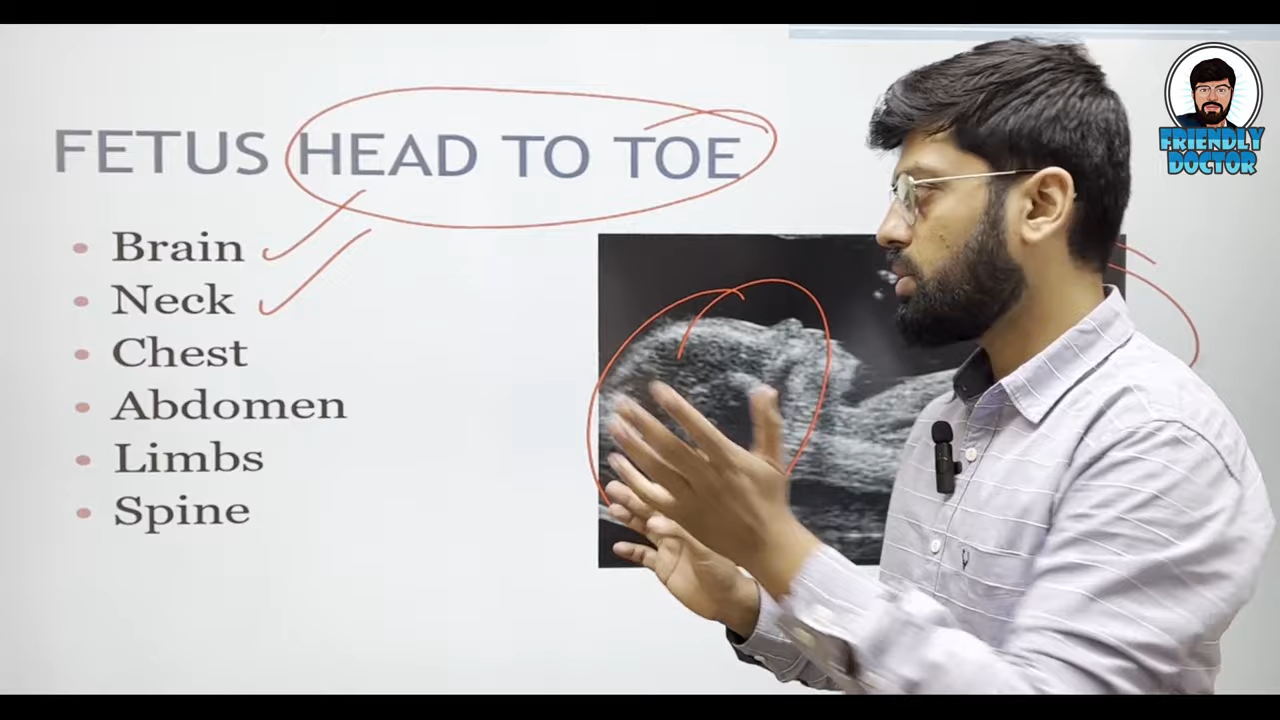 FETUS HEAD TO TOE
Brain
Neck
Chest
Abdomen
Limbs
Spine
FRIENDLY
DOCTOR